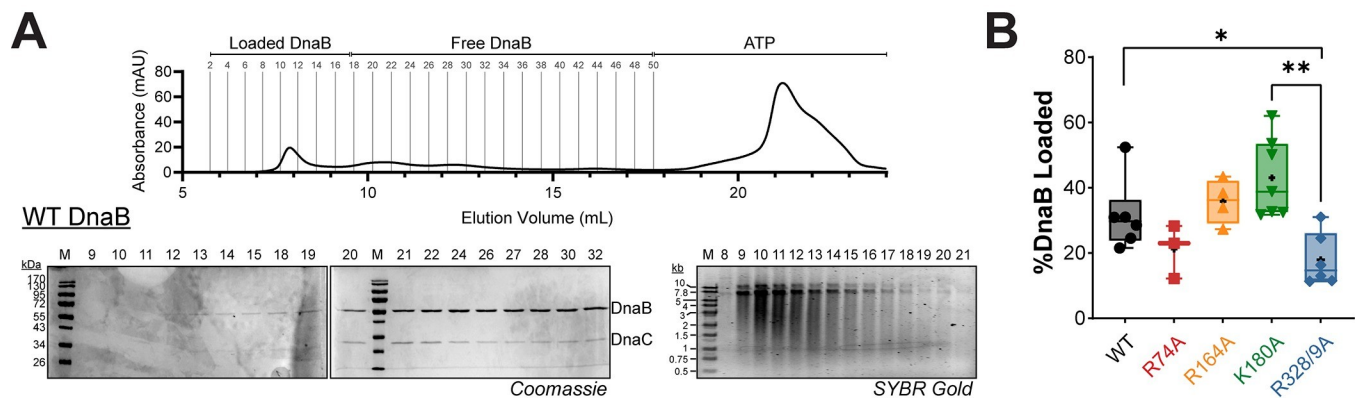 A
Loaded DnaB Free DnaB ATP
2 4 6 8 10 12 14 16 18 20 22 24 26 28 30 32 34 36 38 40 42 44 46 48 50
Absorbance (mAU)
80
60
40
20
0
5 10 15 20
Elution Volume (mL)
WT DnaB
kDa
M 9 10 11 12 13 14 15 18 19
170
130
95
72
55
43
34
26
20 M 21 22 24 26 27 28 30 32
DnaB
DnaC
Coomassie
kb
M 8 9 10 11 12 13 14 15 16 17 18 19 20 21
10
7.8
5
4
3
2
1.5
1
0.75
0.5
SYBR Gold
B
%DnaB Loaded
80
60
40
20
0
*
**
WT
R74A
R164A
K180A
R328/9A